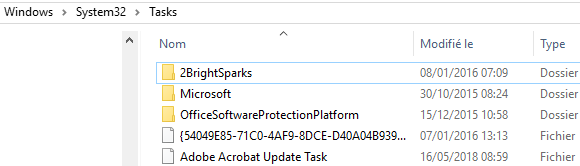 Windows > System32 > Tasks
Nom Modifié le Type
2BrightSparks 08/01/2016 07:09 Dossier
Microsoft 30/10/2015 08:24 Dossier
OfficeSoftwareProtectionPlatform 15/12/2015 10:58 Dossier
{54049E85-71C0-4AF9-8DCE-D40A04B939... 07/01/2016 13:13 Fichier
Adobe Acrobat Update Task 16/05/2018 08:59 Fichier